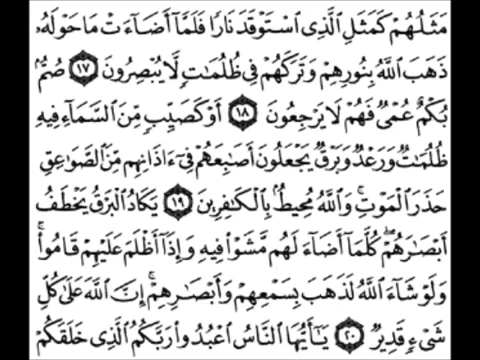 مَثَلُهُمْ كَمَثَلِ ٱلَّذِى ٱسْتَوْقَدَ نَارًا فَلَمَّآ أَضَآءَتْ مَا حَوْلَهُۥ
ذَهَبَ ٱللَّهُ بِنُورِهِمْ وَتَرَكَهُمْ فِى ظُلُمَٰتٍ لَّا يُبْصِرُونَ ١٧ صُمٌّۢ
بُكْمٌ عُمْىٌ فَهُمْ لَا يَرْجِعُونَ ١٨ أَوْ كَصَيِّبٍ مِّنَ ٱلسَّمَآءِ فِيهِ
ظُلُمَٰتٌ وَرَعْدٌ وَبَرْقٌ يَجْعَلُونَ أَصَٰبِعَهُمْ فِىٓ ءَاذَانِهِم مِّنَ ٱلصَّوَٰعِقِ
حَذَرَ ٱلْمَوْتِ ۚ وَٱللَّهُ مُحِيطٌۢ بِٱلْكَٰفِرِينَ ١٩ يَكَادُ ٱلْبَرْقُ يَخْطَفُ
أَبْصَٰرَهُمْ ۖ كُلَّمَآ أَضَآءَ لَهُم مَّشَوْا۟ فِيهِ وَإِذَآ أَظْلَمَ عَلَيْهِمْ قَامُوا۟ ۚ
وَلَوْ شَآءَ ٱللَّهُ لَذَهَبَ بِسَمْعِهِمْ وَأَبْصَٰرِهِمْ ۚ إِنَّ ٱللَّهَ عَلَىٰ كُلِّ
شَىْءٍ قَدِيرٌ ٢٠ يَٰٓأَيُّهَا ٱلنَّاسُ ٱعْبُدُوا۟ رَبَّكُمُ ٱلَّذِى خَلَقَكُمْ